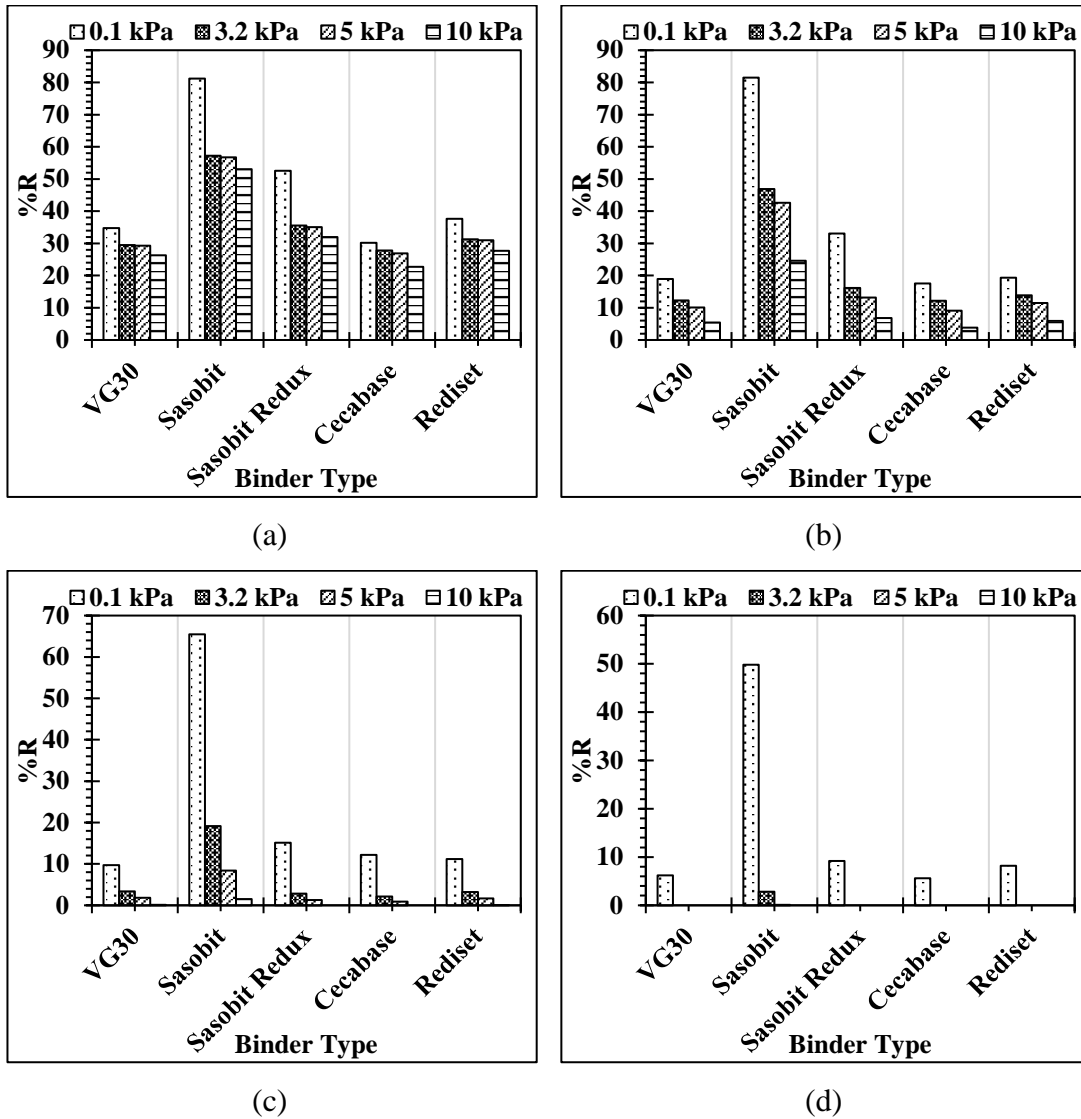 0.1 kPa 3.2 kPa 5 kPa 10 kPa
90
80
70
60
50
40
30
20
10
0
%R
VG30
Sasobit
Sasobit Redux
Cecabase
Rediset
Binder Type
(a)
0.1 kPa 3.2 kPa 5 kPa 10 kPa
90
80
70
60
50
40
30
20
10
0
%R
VG30
Sasobit
Sasobit Redux
Cecabase
Rediset
Binder Type
(b)
0.1 kPa 3.2 kPa 5 kPa 10 kPa
70
60
50
40
30
20
10
0
%R
VG30
Sasobit
Sasobit Redux
Cecabase
Rediset
Binder Type
(c)
0.1 kPa 3.2 kPa 5 kPa 10 kPa
60
50
40
30
20
10
0
%R
VG30
Sasobit
Sasobit Redux
Cecabase
Rediset
Binder Type
(d)